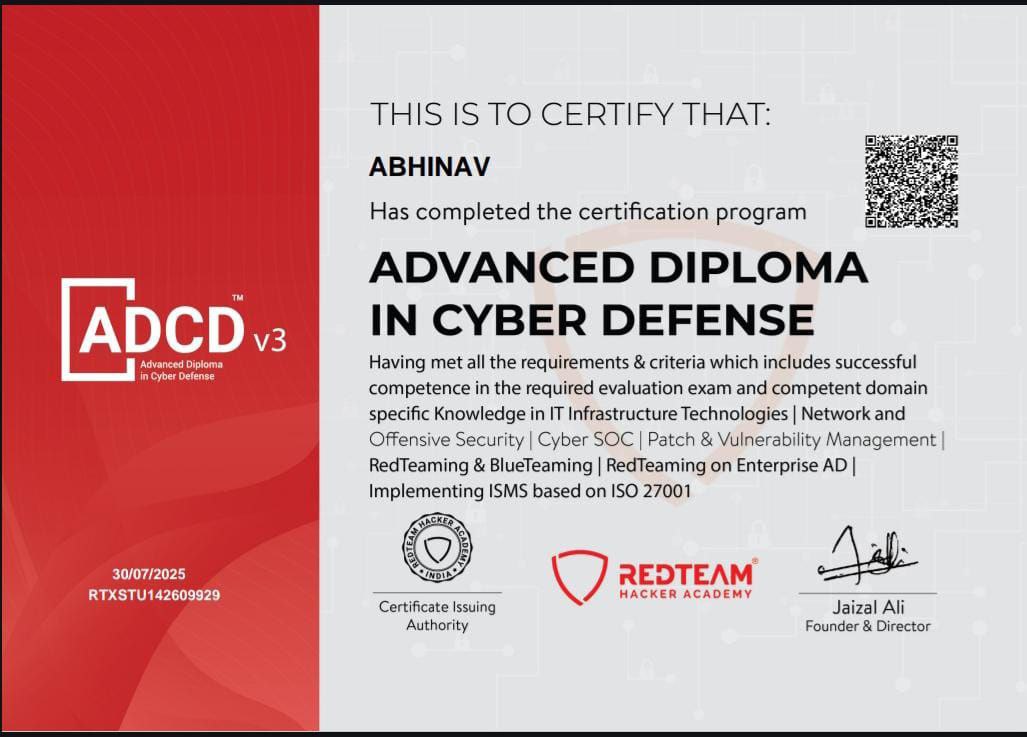 THIS IS TO CERTIFY THAT:
ABHINAV
Has completed the certification program
ADVANCED DIPLOMA
IN CYBER DEFENSE
Having met all the requirements & criteria which includes successful
competence in the required evaluation exam and competent domain
specific Knowledge in IT Infrastructure Technologies | Network and
Offensive Security | Cyber SOC | Patch & Vulnerability Management |
RedTeaming & BlueTeaming | RedTeaming on Enterprise AD |
Implementing ISMS based on ISO 27001
ADCD™ v3
Advanced Diploma
in Cyber Defense
30/07/2025
RTXSTU142609929
REDTEAM HACKER ACADEMY
INDIA
Certificate Issuing
Authority
REDTEAM®
HACKER ACADEMY
Jaizal Ali
Founder & Director